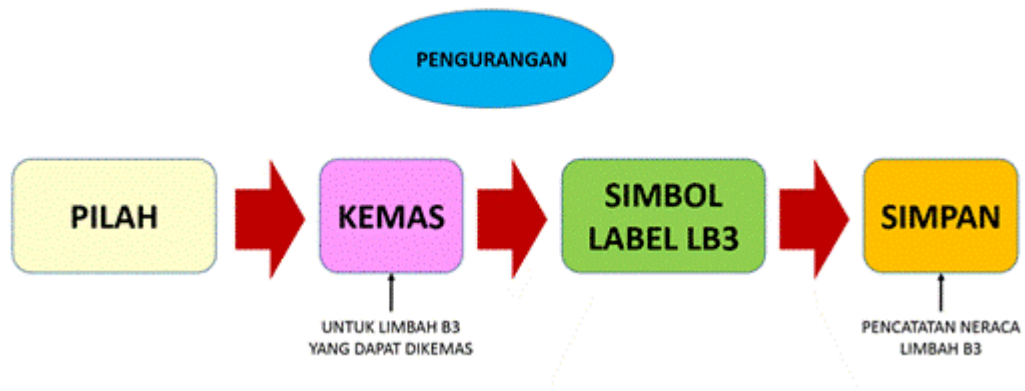 PENGURANGAN
PILAH
KEMAS
SIMBOL
LABEL LB3
SIMPAN
UNTUK LIMBAH B3
YANG DAPAT DIKEMAS
PENCATATAN NERACA
LIMBAH B3